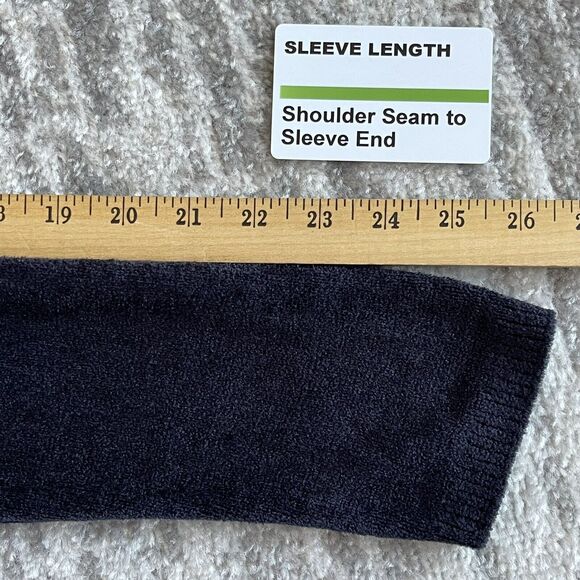 SLEEVE LENGTH
Shoulder Seam to
Sleeve End
19 20 21 22 23 24 25 26